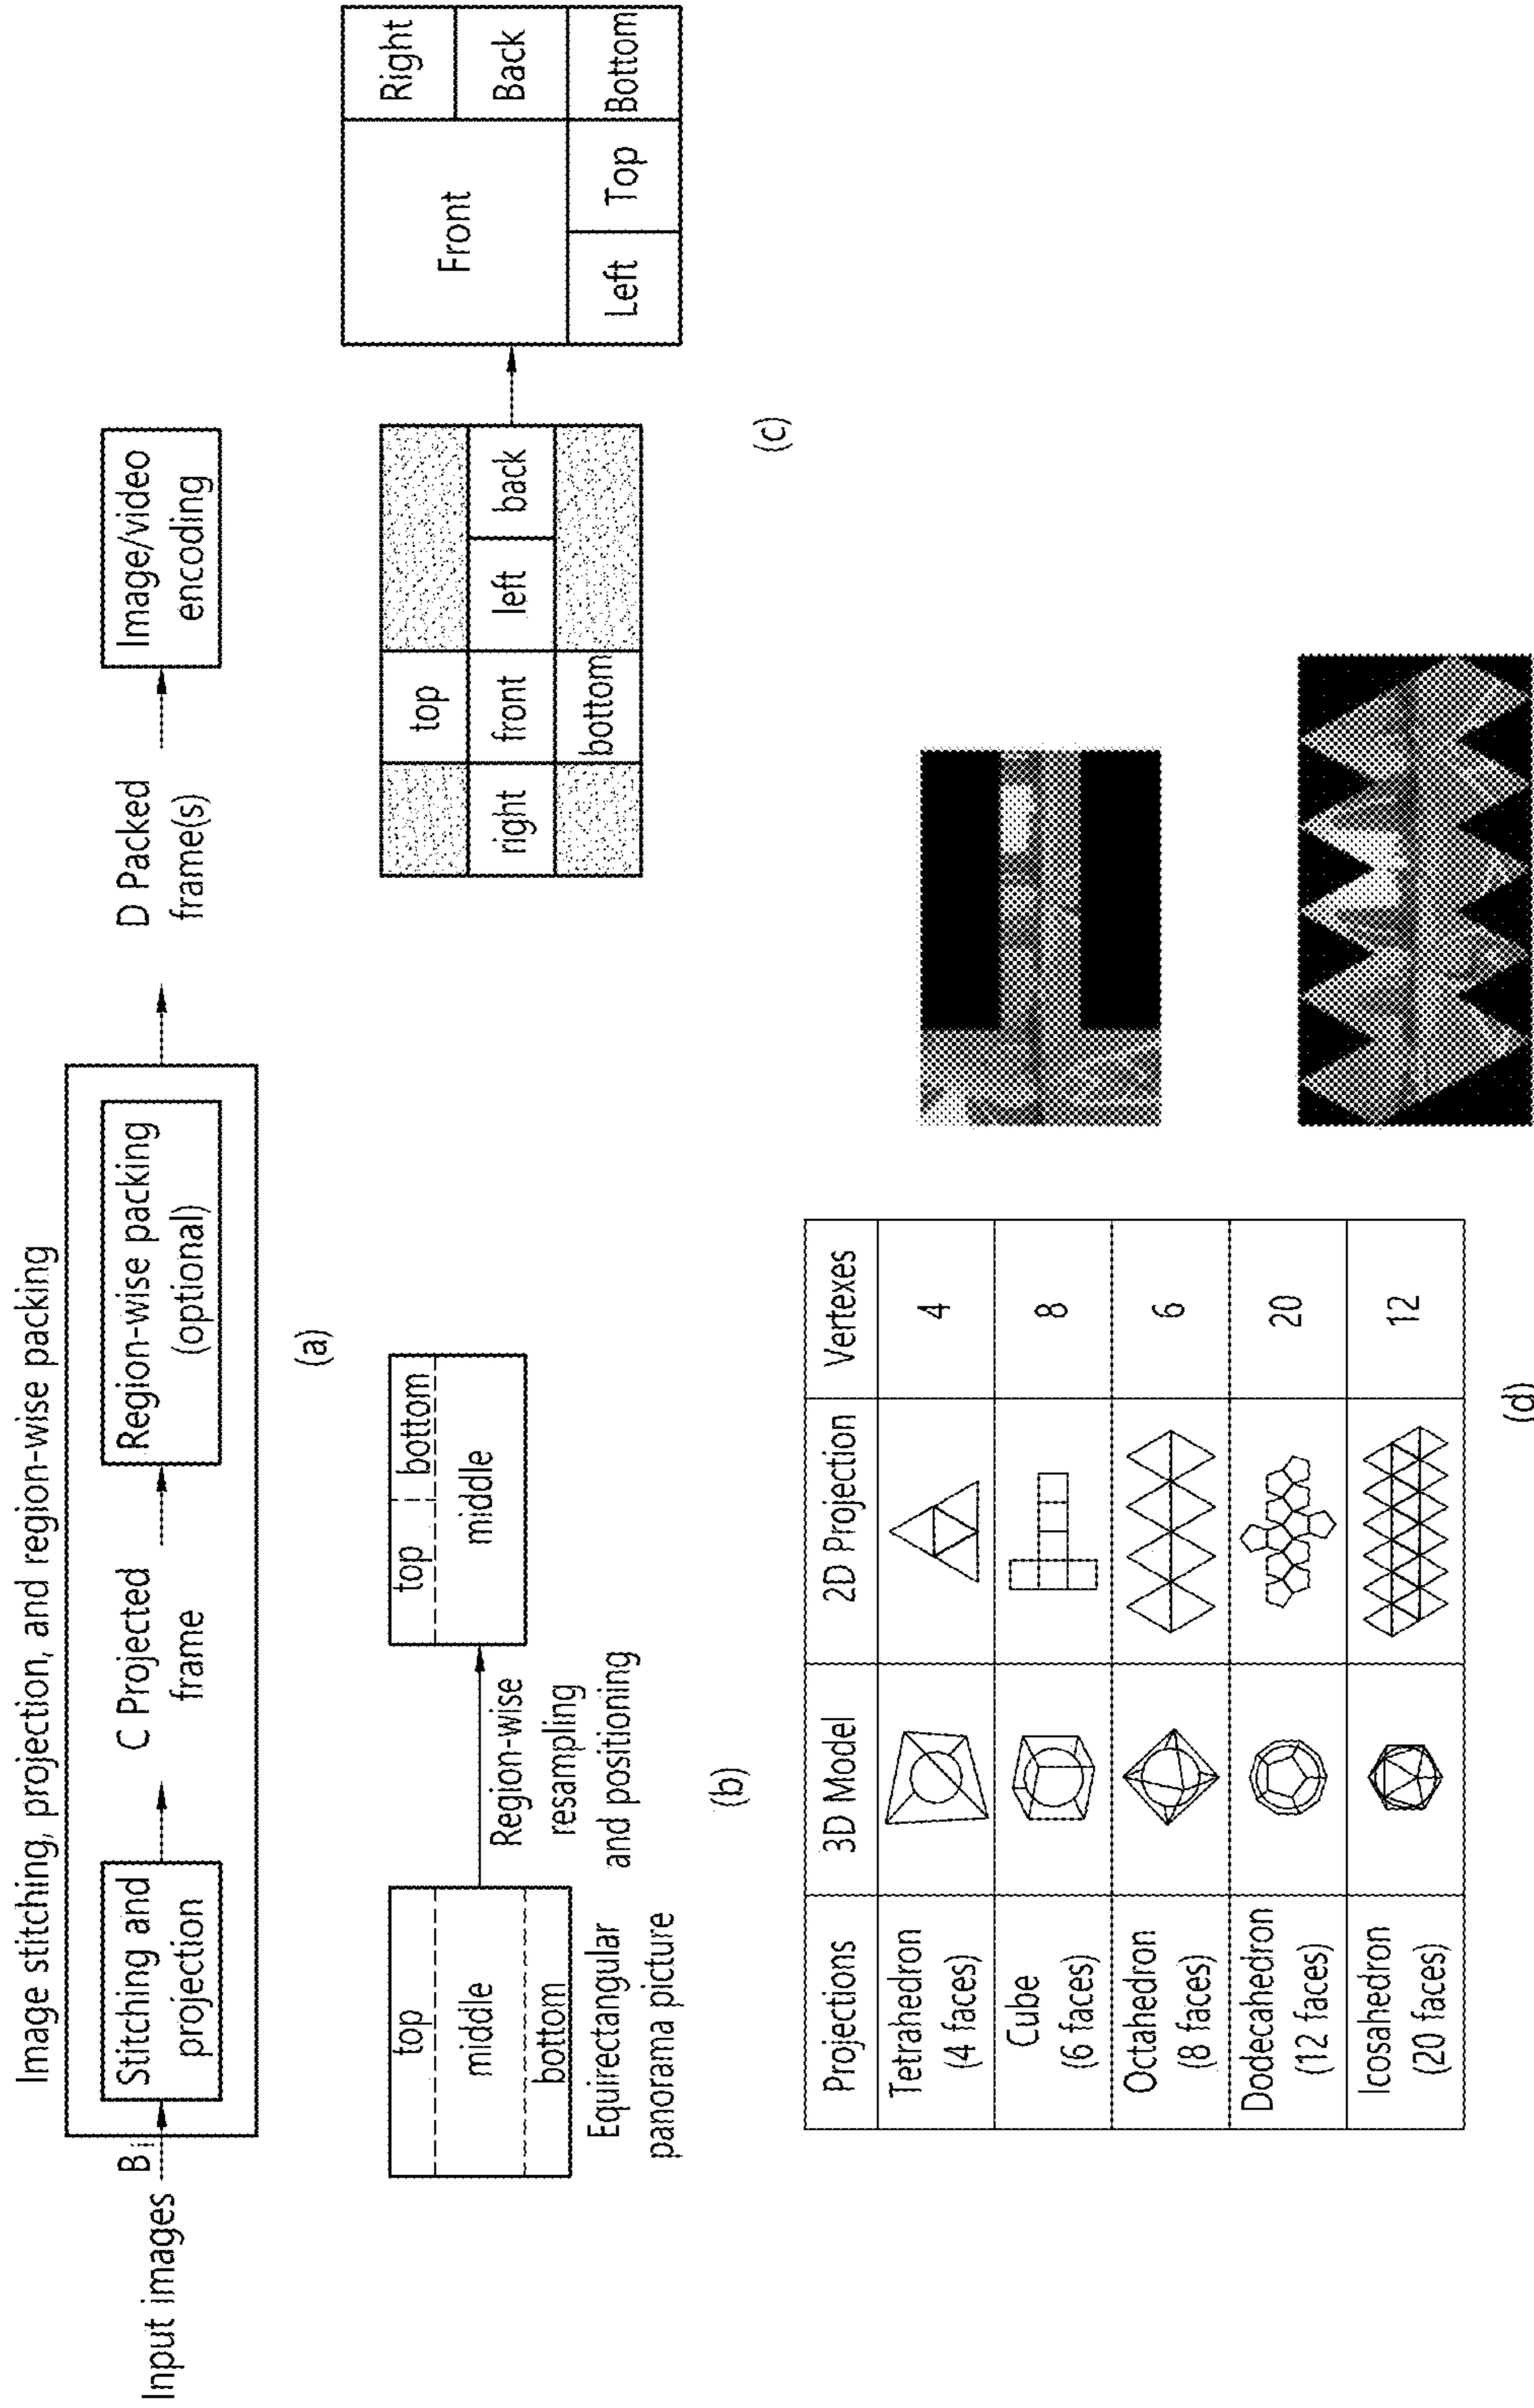 Image stitching, projection, and region-wise packing
Input images
Bi
Stitching and
projection
C Projected
frame
Region-wise packing
(optional)
D Packed
frame(s)
Image/video
encoding
(a)
top
middle
bottom
Equirectangular
panorama picture
Region-wise
resampling
and positioning
top
bottom
middle
(b)
top
right
front
left
back
bottom
Front
Right
Back
Left
Top
Bottom
(c)
Projections
3D Model
2D Projection
Vertexes
Tetrahedron
(4 faces)
4
Cube
(6 faces)
8
Octahedron
(8 faces)
6
Dodecahedron
(12 faces)
20
Icosahedron
(20 faces)
12
(d)